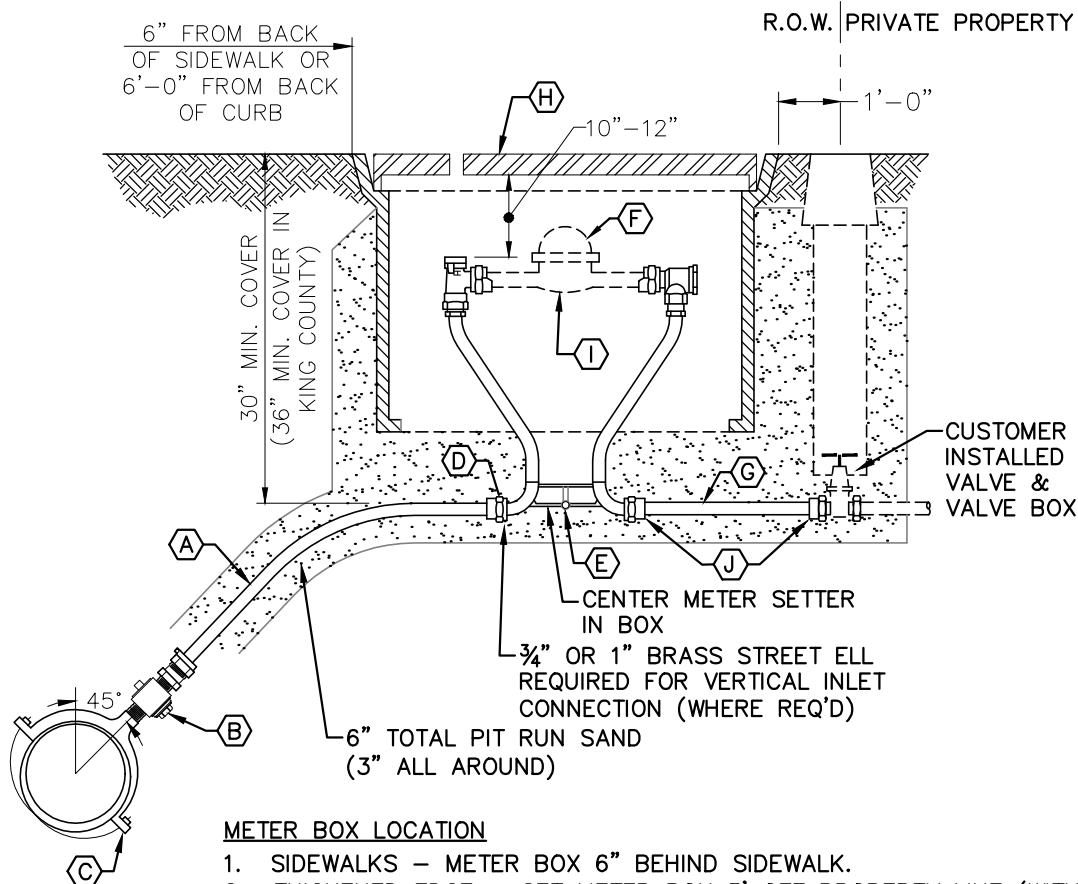 R.O.W. PRIVATE PROPERTY
6" FROM BACK
OF SIDEWALK OR
6'-0" FROM BACK
OF CURB
H
10"-12"
1'-0"
F
30" MIN. COVER
(36" MIN. COVER IN
KING COUNTY)
I
D
G
CUSTOMER
INSTALLED
VALVE &
VALVE BOX
A
E
J
CENTER METER SETTER
IN BOX
¾" OR 1" BRASS STREET ELL
REQUIRED FOR VERTICAL INLET
CONNECTION (WHERE REQ'D)
45°
B
6" TOTAL PIT RUN SAND
(3" ALL AROUND)
C
METER BOX LOCATION
1. SIDEWALKS – METER BOX 6" BEHIND SIDEWALK.